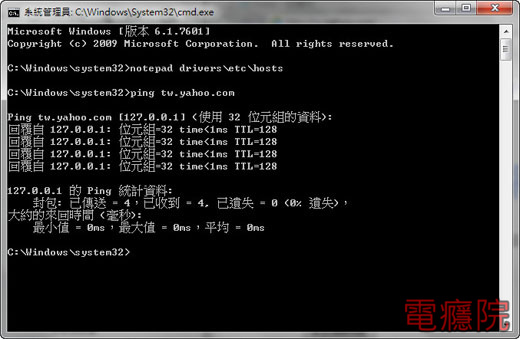 系統管理員: C:\Windows\System32\cmd.exe
Microsoft Windows [版本 6.1.7601]
Copyright (c) 2009 Microsoft Corporation.  All rights reserved.
C:\Windows\system32>notepad drivers\etc\hosts
C:\Windows\system32>ping tw.yahoo.com
Ping tw.yahoo.com [127.0.0.1] (使用 32 位元組的資料):
回覆自 127.0.0.1: 位元組=32 time<1ms TTL=128
回覆自 127.0.0.1: 位元組=32 time<1ms TTL=128
回覆自 127.0.0.1: 位元組=32 time<1ms TTL=128
回覆自 127.0.0.1: 位元組=32 time<1ms TTL=128
127.0.0.1 的 Ping 統計資料:
封包: 已傳送 = 4，已收到 = 4, 已遺失 = 0 (0% 遺失)，
大約的來回時間 (毫秒):
最小值 = 0ms，最大值 = 0ms，平均 = 0ms
C:\Windows\system32>
電癮院